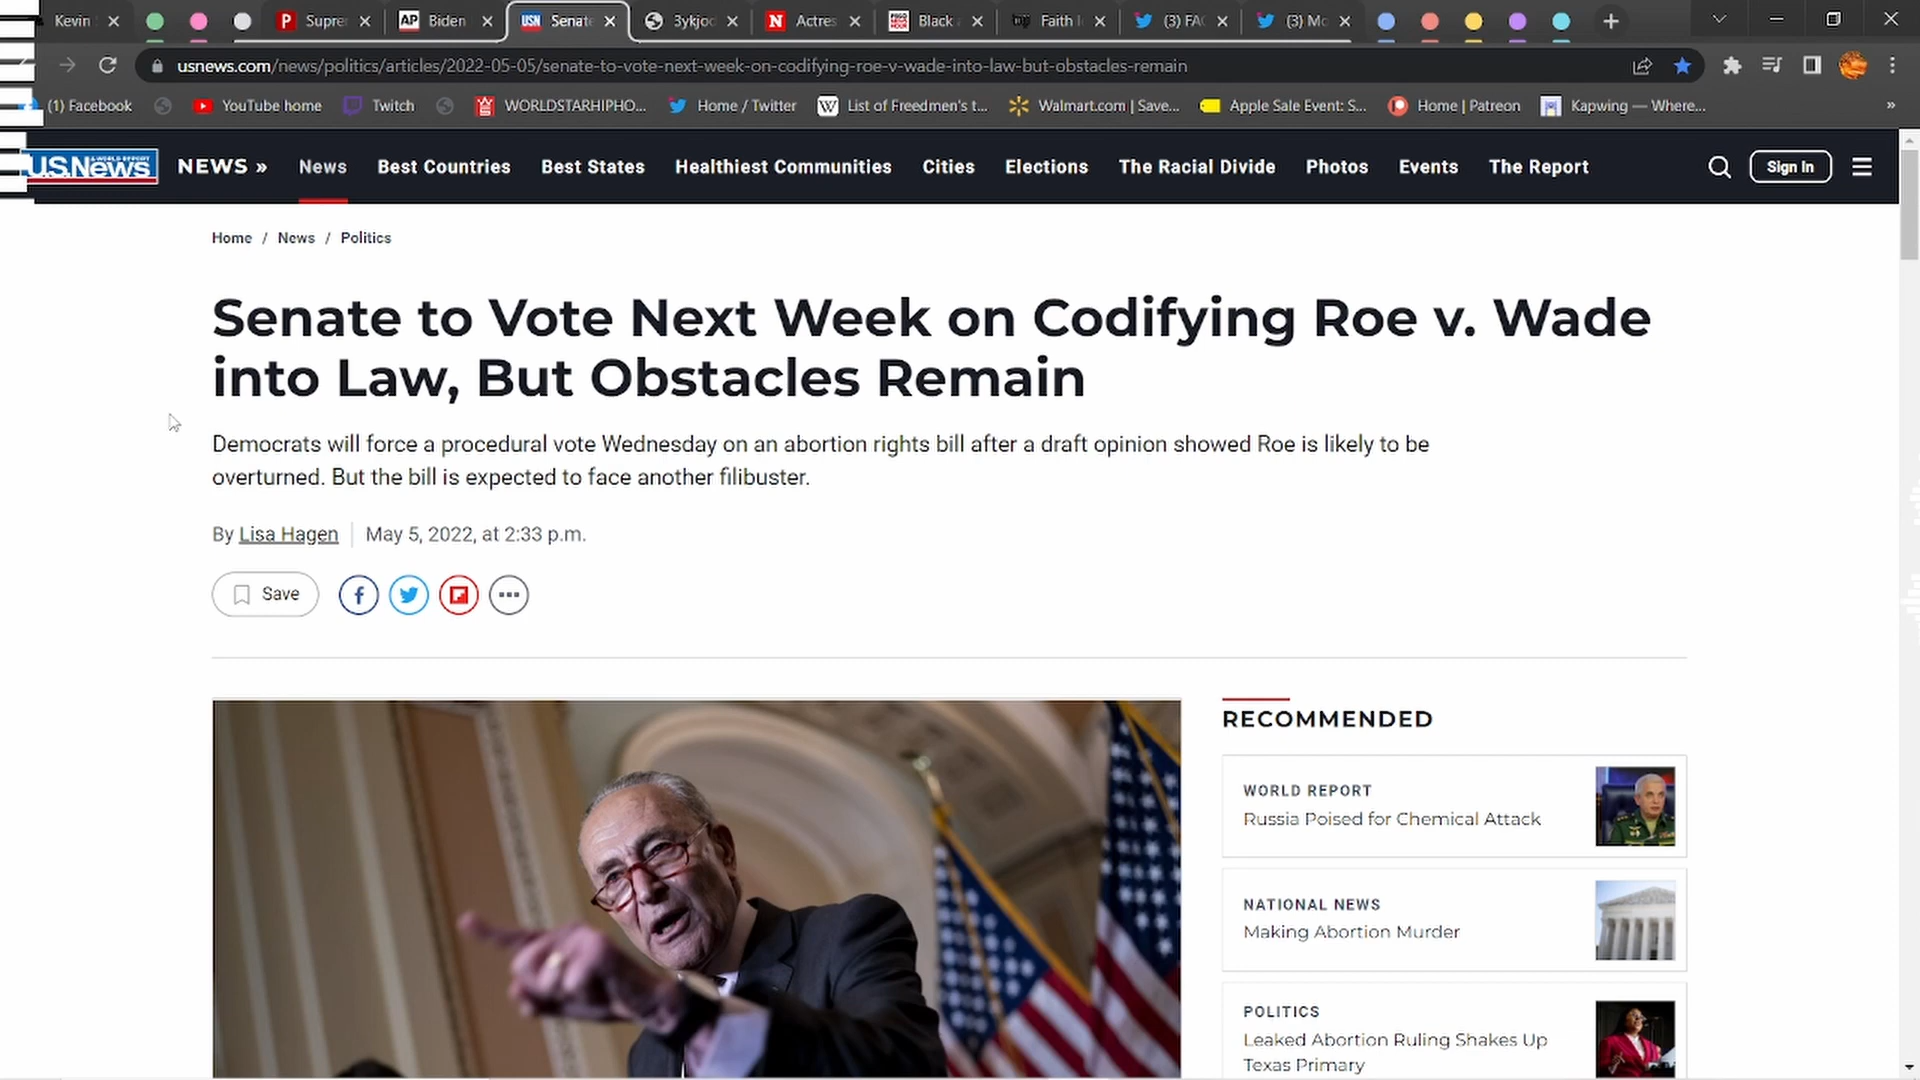 Kevin
Supre
AP
Biden
USN
Senate
3ykjoc
N
Actres
Black
Faith
(3) FA
(3) Mo
usnews.com/news/politics/articles/2022-05-05/senate-to-vote-next-week-on-codifying-roe-v-wade-into-law-but-obstacles-remain
(1) Facebook
YouTube home
Twitch
WORLDSTARHIPHO...
Home / Twitter
W
List of Freedmen's t...
Walmart.com | Save...
Apple Sale Event: S...
Home | Patreon
Kapwing — Where...
»
U.S.News
& WORLD REPORT
NEWS »
News
Best Countries
Best States
Healthiest Communities
Cities
Elections
The Racial Divide
Photos
Events
The Report
Sign In
Home / News / Politics
Senate to Vote Next Week on Codifying Roe v. Wade
into Law, But Obstacles Remain
Democrats will force a procedural vote Wednesday on an abortion rights bill after a draft opinion showed Roe is likely to be
overturned. But the bill is expected to face another filibuster.
By Lisa Hagen | May 5, 2022, at 2:33 p.m.
Save
RECOMMENDED
WORLD REPORT
Russia Poised for Chemical Attack
NATIONAL NEWS
Making Abortion Murder
POLITICS
Leaked Abortion Ruling Shakes Up
Texas Primary